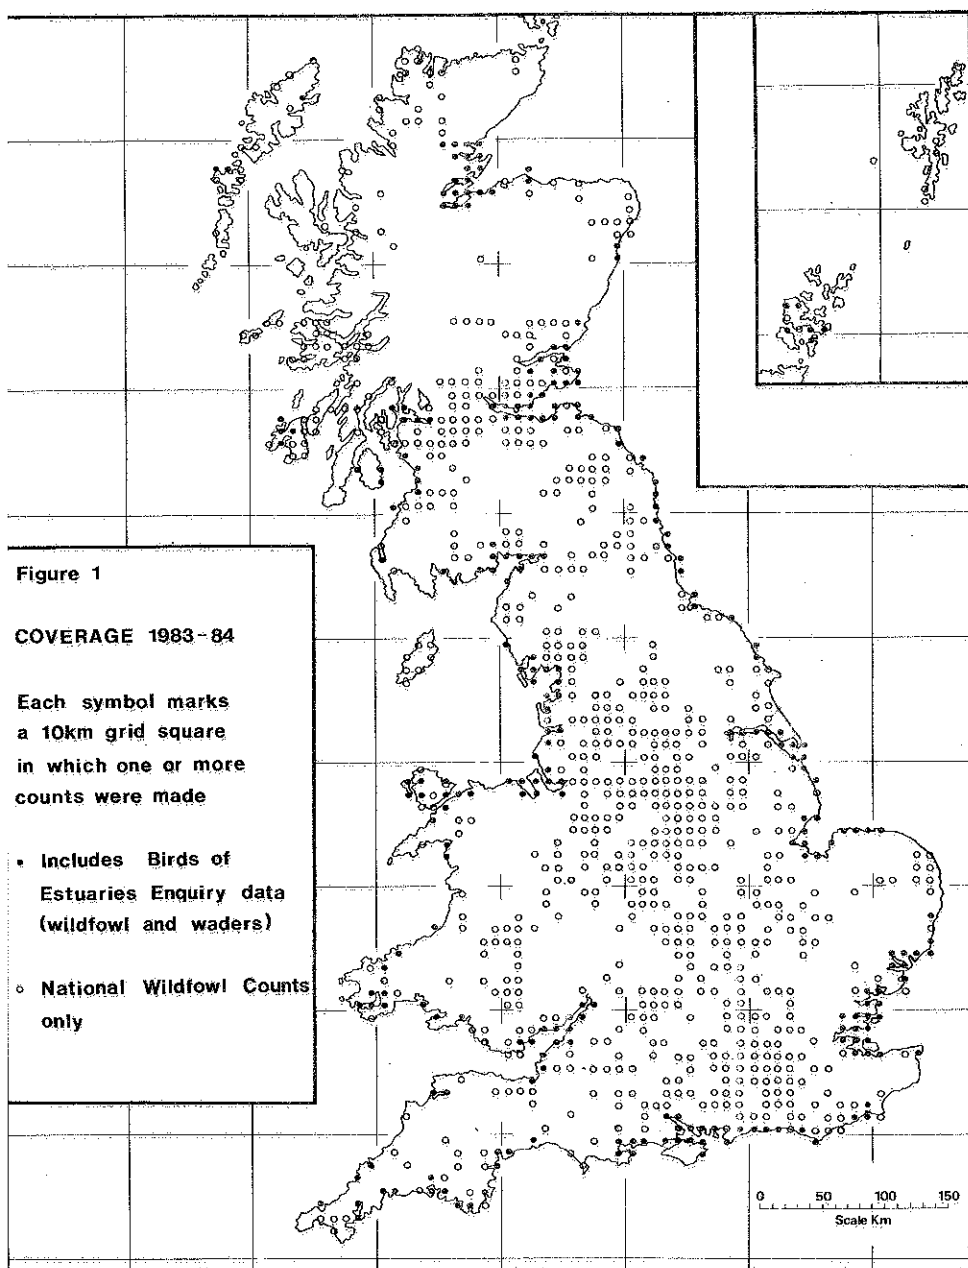 Figure 1
COVERAGE 1983-84
Each symbol marks
a 10km grid square
in which one or more
counts were made
• Includes Birds of
Estuaries Enquiry data
(wildfowl and waders)
○ National Wildfowl Counts
only
0 50 100 150
Scale Km